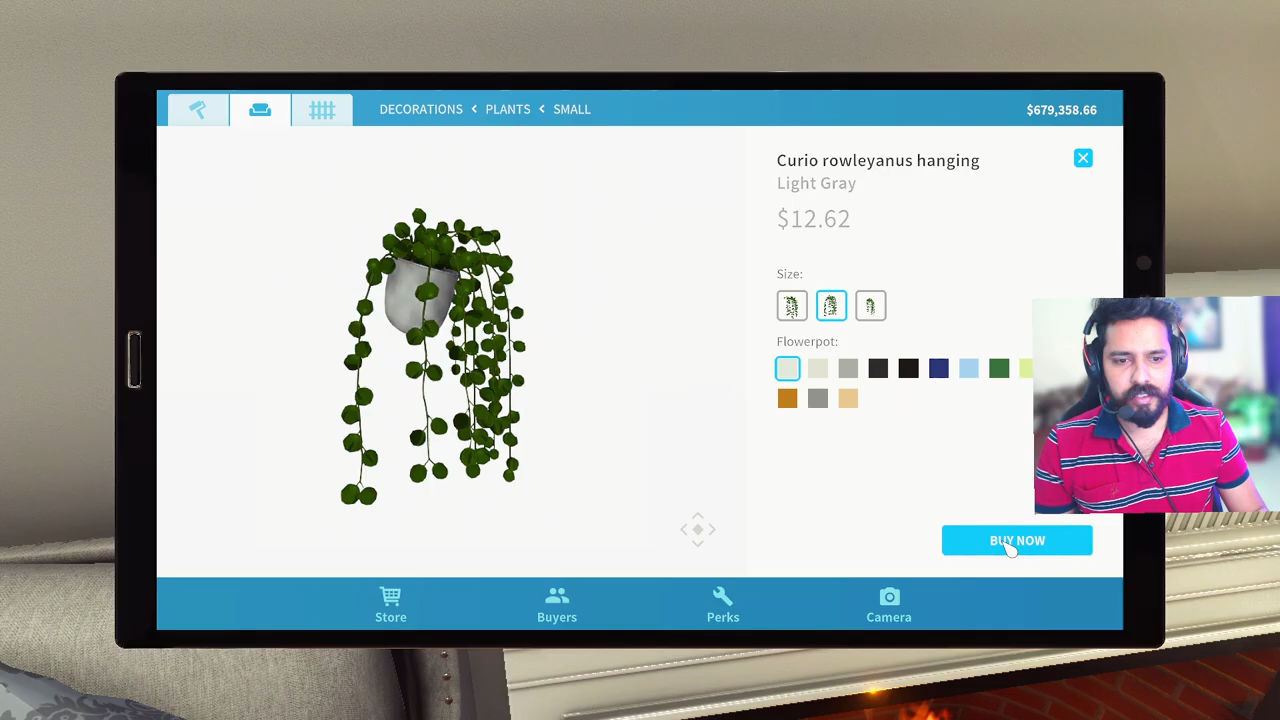 DECORATIONS < PLANTS < SMALL
$679,358.66
Curio rowleyanus hanging
Light Gray
$12.62
Size:
Flowerpot:
BUY NOW
Store
Buyers
Perks
Camera